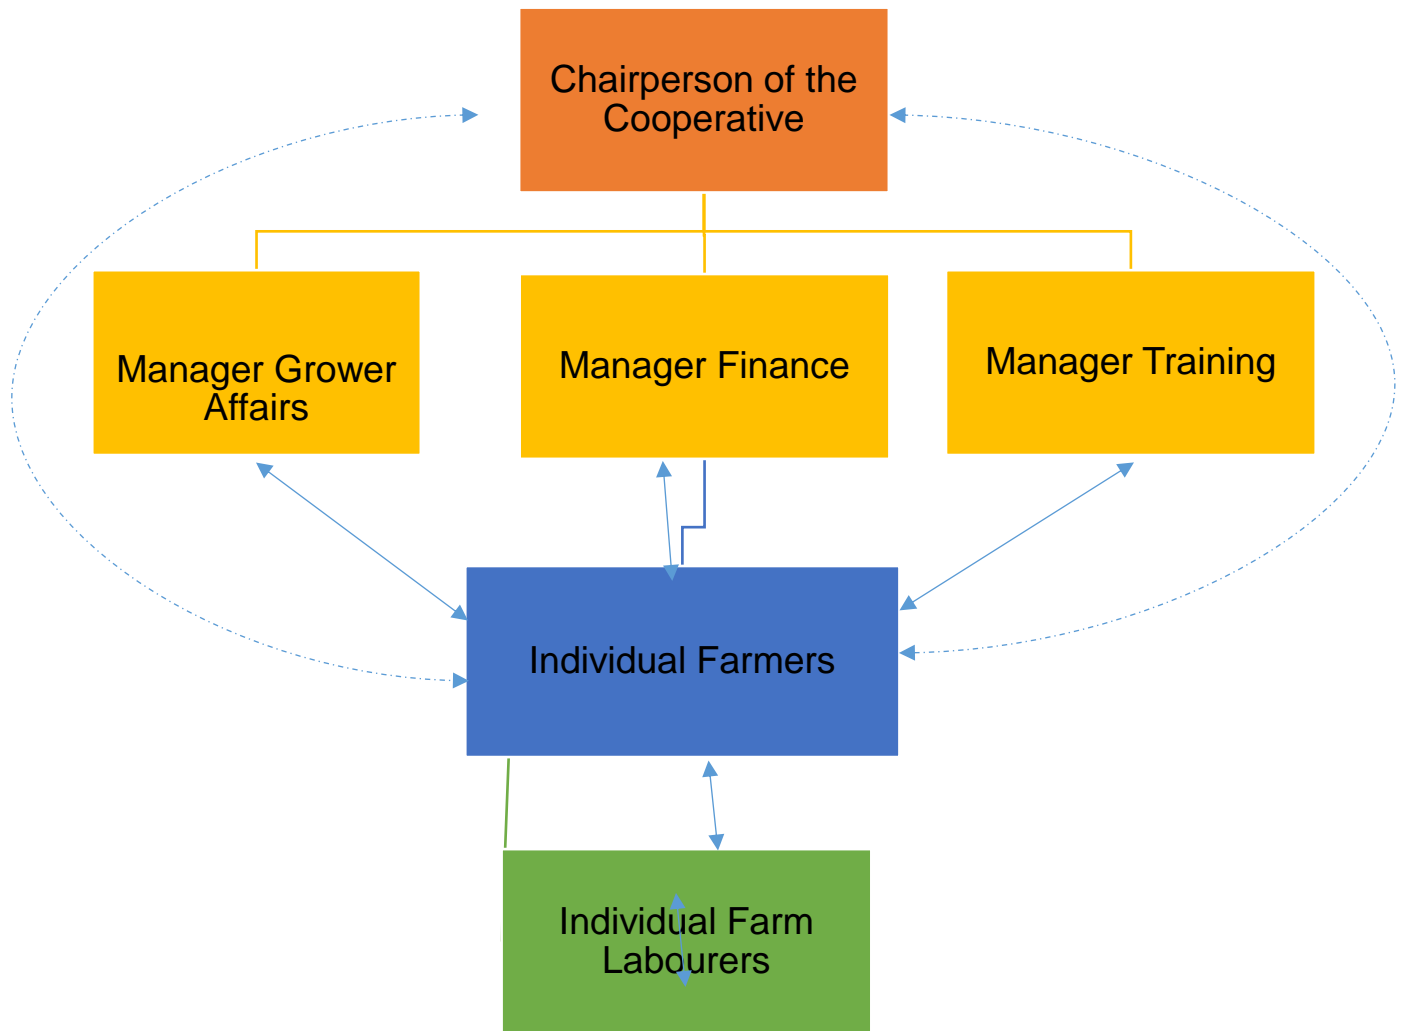 Chairperson of the
Cooperative
Manager Grower
Affairs
Manager Finance
Manager Training
Individual Farmers
Individual Farm
Labourers